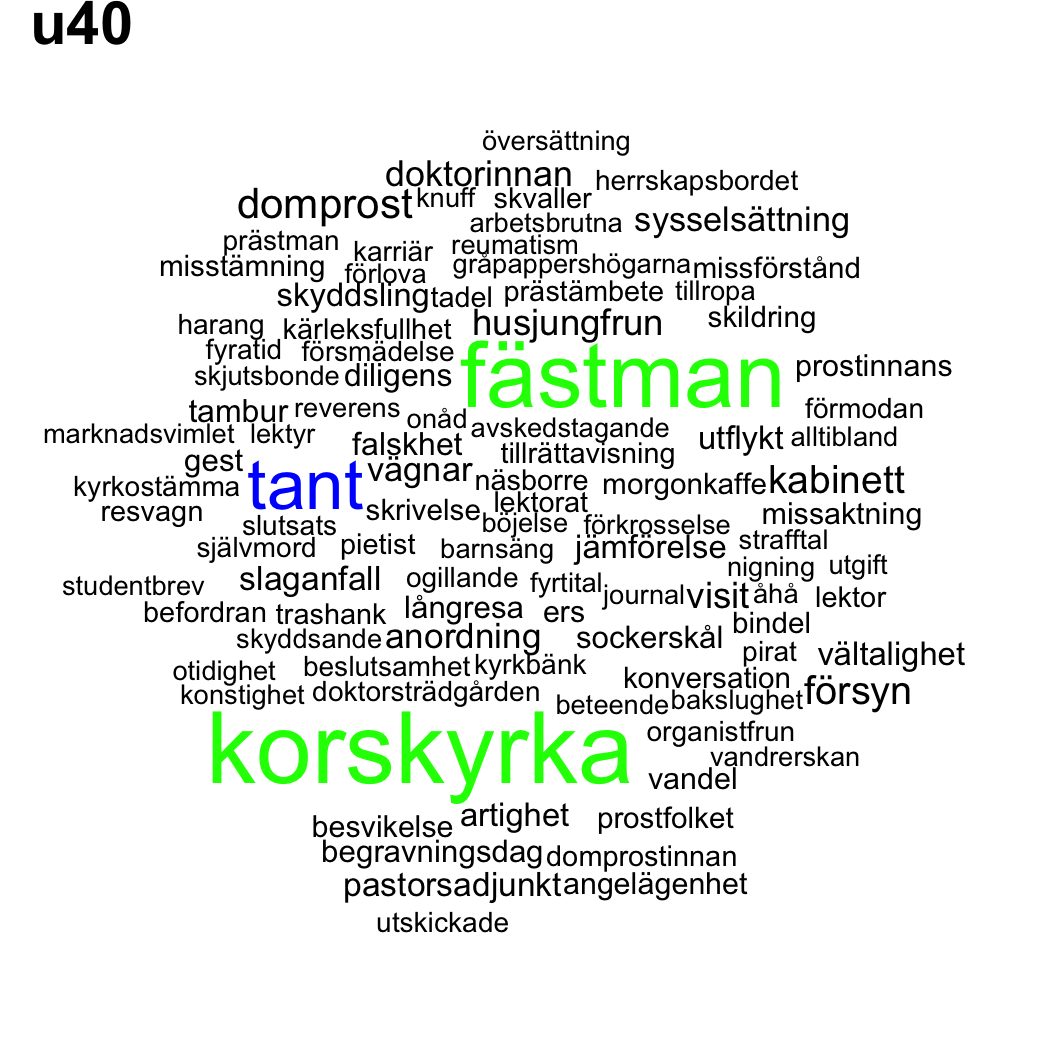 u40
översättning
doktorinnan herrskapsbordet
domprost knuff skvaller
arbetsbrutna sysselsättning
prästman karriär reumatism
misstämning förlova gråpappershögarna missförstånd
skyddsling tadel prästämbete tillropa
harang kärleksfullhet husjungfrun skildring
fyratid försmädelse
skjutsbonde diligens fästman prostinnans
tambur reverens onåd förmodan
marknadsvimlet lektyr falskhet avskedstagande utflykt alltibland
gest tillrättavisning
kyrkostämma tant vägnar näsborre morgonkaffe kabinett
resvagn skrivelse lektorat missaktning
slutsats böjelse förkrosselse
självmord pietist barnsäng jämförelse strafftal
nigning utgift
studentbrev slaganfall ogillande fyrtital journal visit åhå lektor
befordran trashank långresa ers bindel
skyddsande anordning sockerskål
otidighet beslutsamhet kyrkbänk pirat vältalighet
konstighet doktorsträdgården konversation
beteende bakslughet försyn
korskyrka organistfrun
vandrerskan
vandel
besvikelse artighet prostfolket
begravningsdag domprostinnan
pastorsadjunkt angelägenhet
utskickade